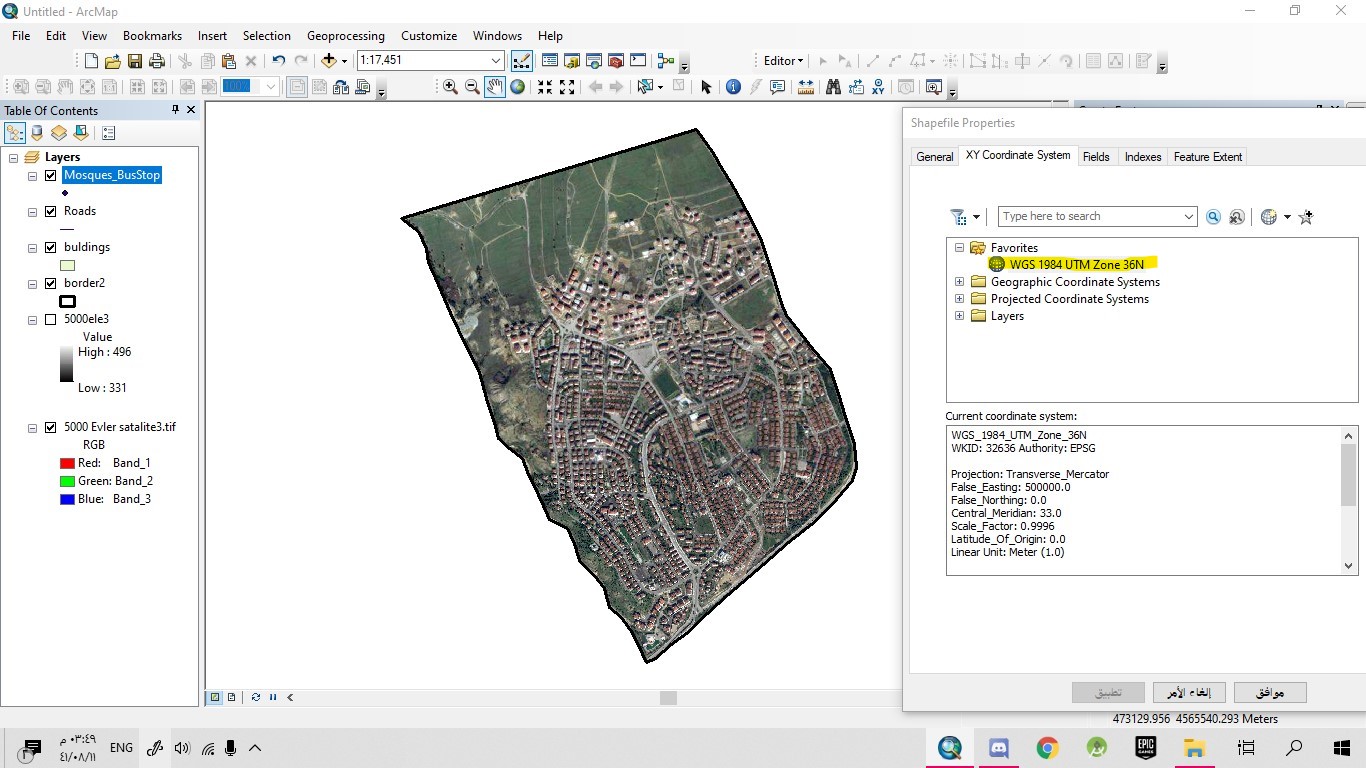 Untitled - ArcMap
File Edit View Bookmarks Insert Selection Geoprocessing Customize Windows Help
1:17,451
Editor
100%
Table Of Contents
Layers
Mosques_BusStop
Roads
buldings
border2
5000ele3
Value
High : 496
Low : 331
5000 Evler satalite3.tif
RGB
Red: Band_1
Green: Band_2
Blue: Band_3
Shapefile Properties
General XY Coordinate System Fields Indexes Feature Extent
Type here to search
Favorites
WGS 1984 UTM Zone 36N
Geographic Coordinate Systems
Projected Coordinate Systems
Layers
Current coordinate system:
WGS_1984_UTM_Zone_36N
WKID: 32636 Authority: EPSG
Projection: Transverse_Mercator
False_Easting: 500000.0
False_Northing: 0.0
Central_Meridian: 33.0
Scale_Factor: 0.9996
Latitude_Of_Origin: 0.0
Linear Unit: Meter (1.0)
موافق إلغاء الأمر تطبيق
473129.956 4565540.293 Meters
٠٣:٤٩ م
٤١/٠٨/١١
ENG
EPIC GAMES